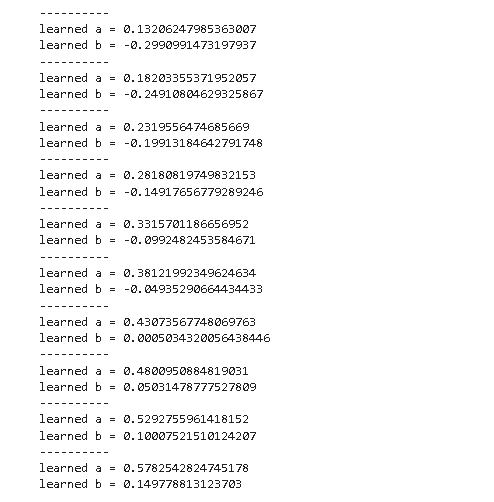 ----------
learned a = 0.13206247985363007
learned b = -0.2990991473197937
----------
learned a = 0.18203355371952057
learned b = -0.24910804629325867
----------
learned a = 0.2319556474685669
learned b = -0.19913184642791748
----------
learned a = 0.28180819749832153
learned b = -0.14917656779289246
----------
learned a = 0.3315701186656952
learned b = -0.0992482453584671
----------
learned a = 0.38121992349624634
learned b = -0.04935290664434433
----------
learned a = 0.43073567748069763
learned b = 0.0005034320056438446
----------
learned a = 0.4800950884819031
learned b = 0.05031478777527809
----------
learned a = 0.5292755961418152
learned b = 0.10007521510124207
----------
learned a = 0.5782542824745178
learned b = 0.149778813123703